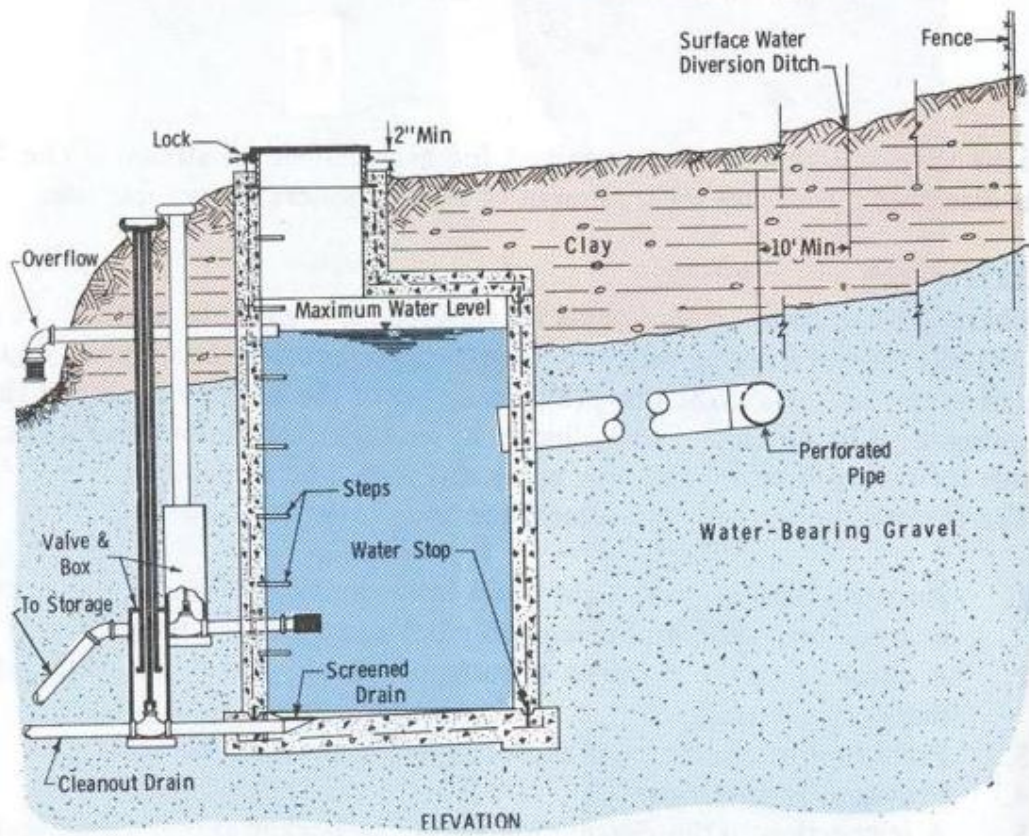 Surface Water
Diversion Ditch
Fence
Lock
2" Min
Clay
10' Min
Overflow
Maximum Water Level
Perforated
Pipe
Steps
Water-Bearing Gravel
Valve &
Box
Water Stop
To Storage
Screened
Drain
Cleanout Drain
ELEVATION